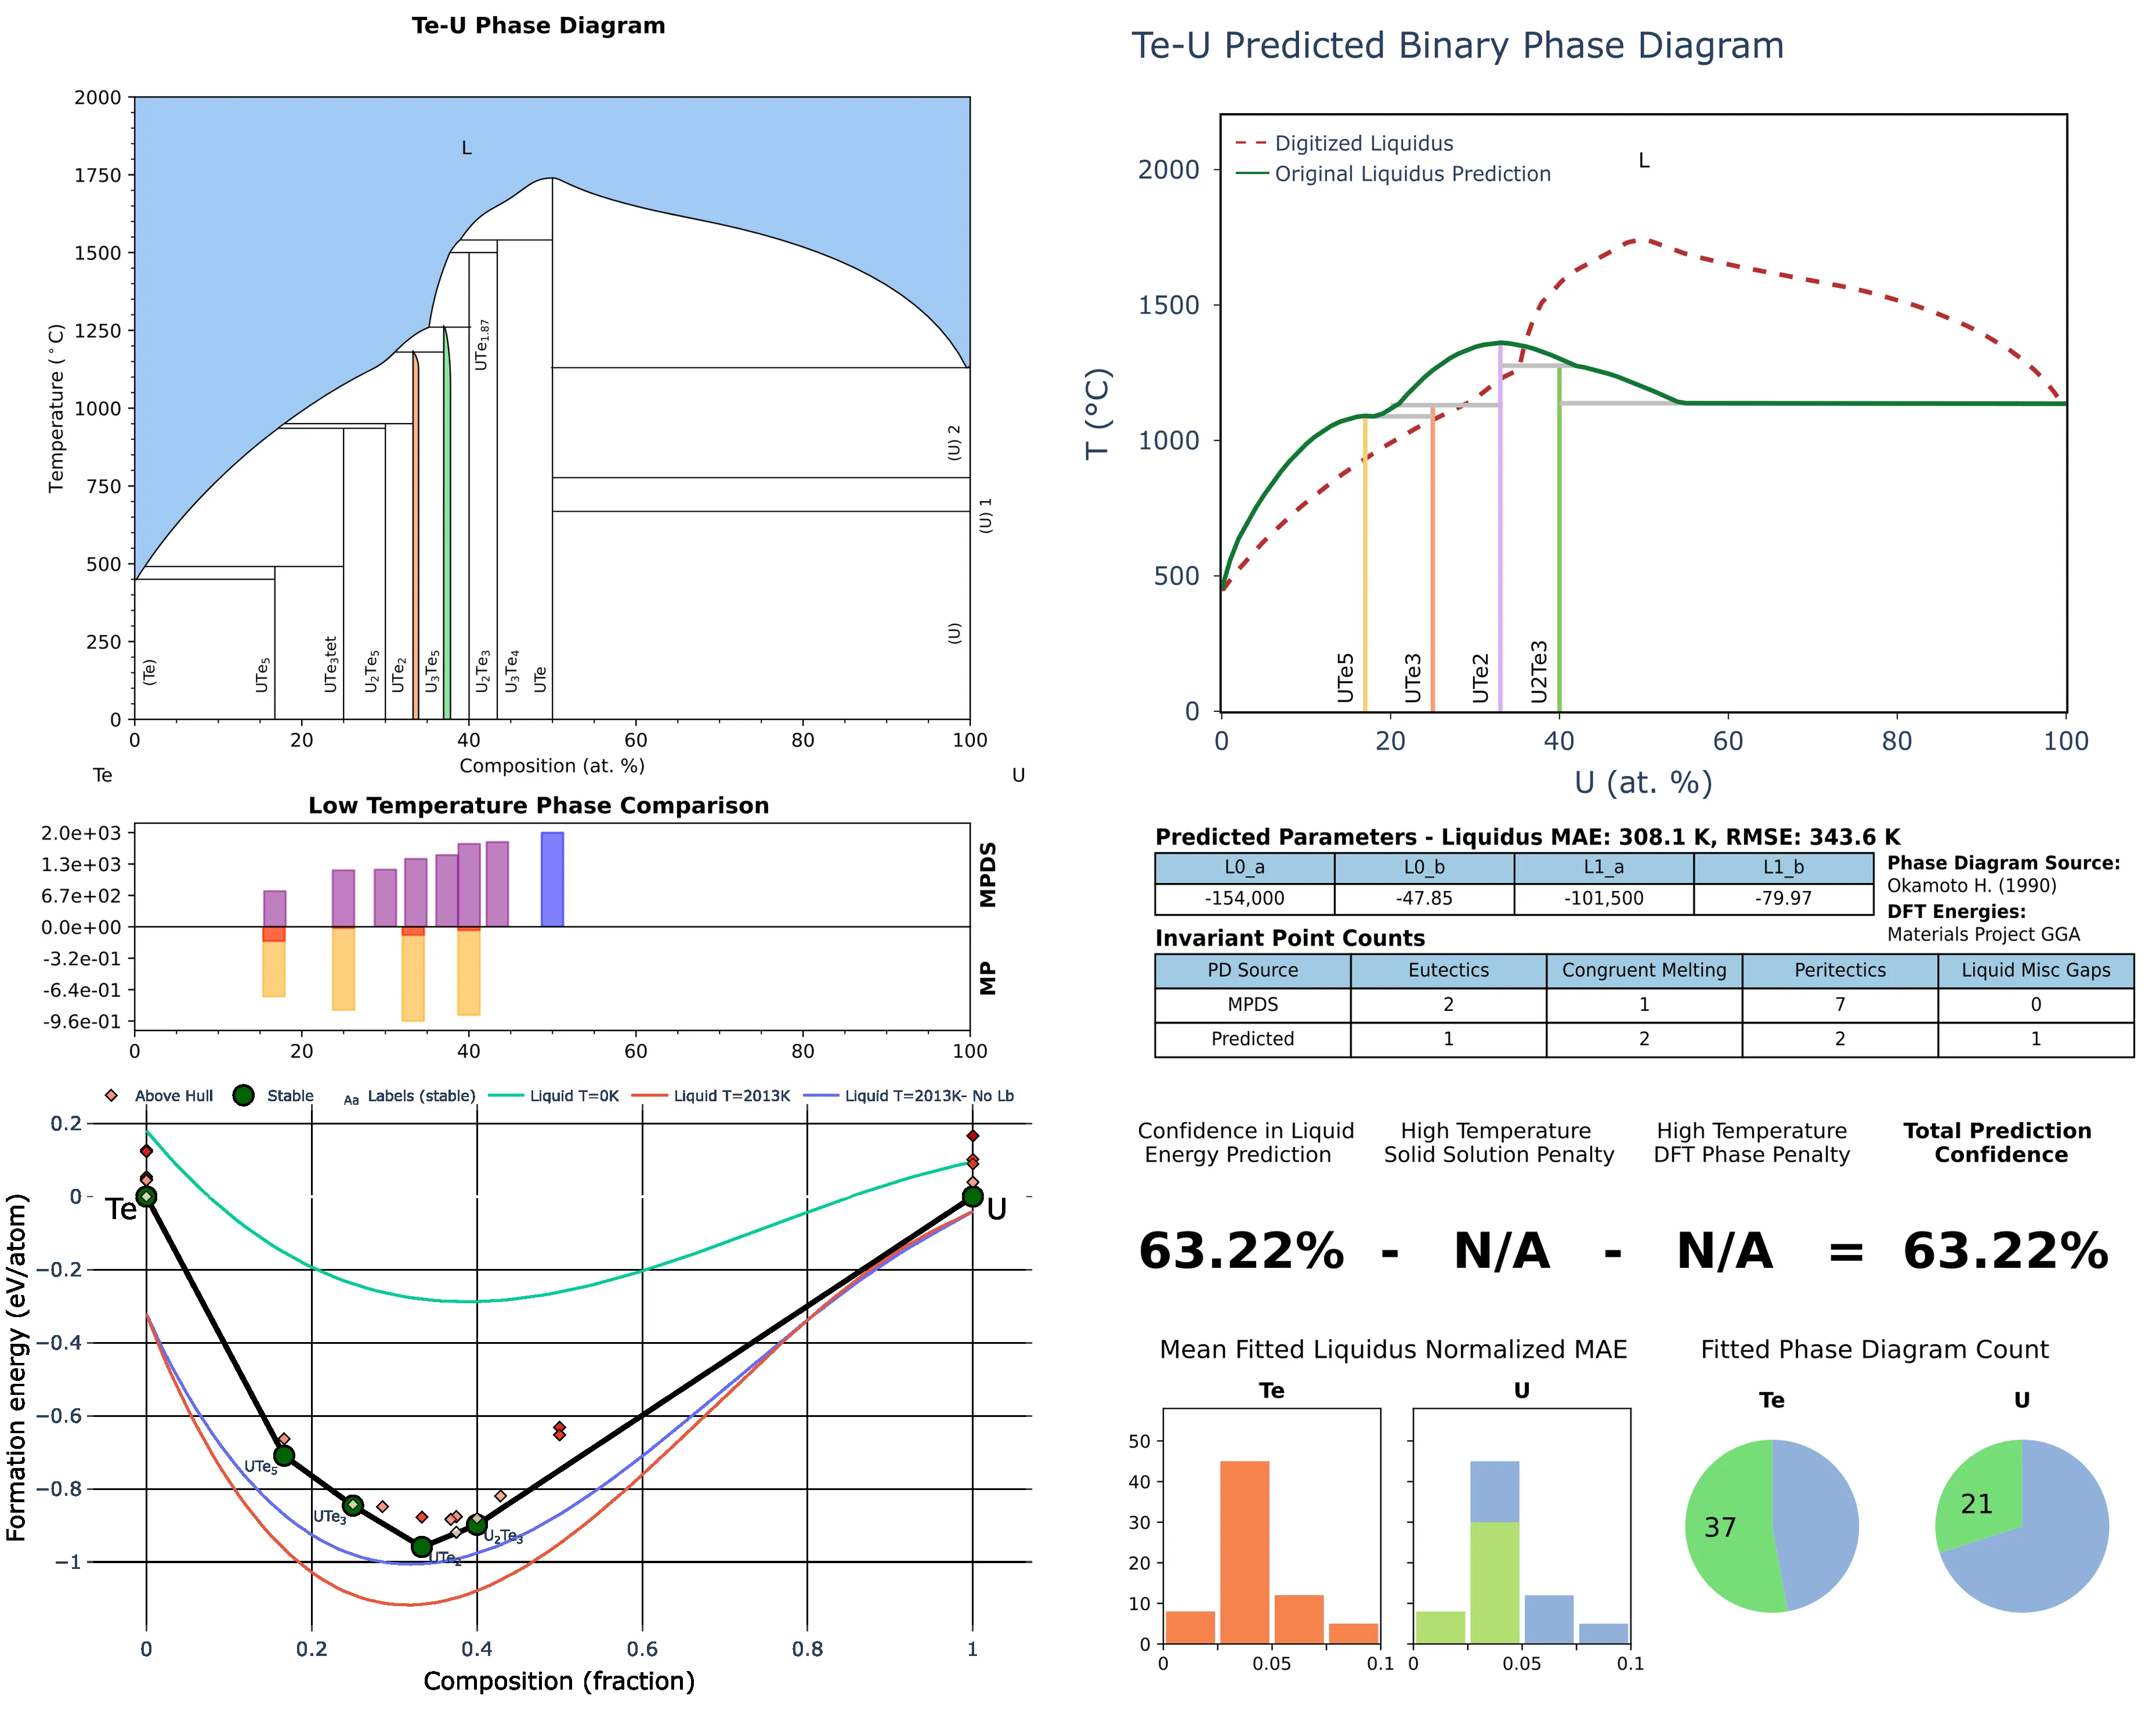 Te-U Phase Diagram
2000
1750
1500
1250
1000
750
500
250
0
Temperature (°C)
L
UTe1.87
(Te)
UTe5
UTe3tet
U2Te5
UTe2
U3Te5
U2Te3
U3Te4
UTe
(U) 2
(U) 1
(U)
0 20 40 60 80 100
Composition (at. %)
Te U
Low Temperature Phase Comparison
2.0e+03
1.3e+03
6.7e+02
0.0e+00
-3.2e-01
-6.4e-01
-9.6e-01
MPDS
MP
0 20 40 60 80 100
Above Hull Stable Aa Labels (stable) Liquid T=0K Liquid T=2013K Liquid T=2013K- No Lb
0.2
0
−0.2
−0.4
−0.6
−0.8
−1
Formation energy (eV/atom)
Te
U
UTe5
UTe3
UTe2
U2Te3
0 0.2 0.4 0.6 0.8 1
Composition (fraction)
Te-U Predicted Binary Phase Diagram
Digitized Liquidus
Original Liquidus Prediction
L
2000
1500
1000
500
0
T (°C)
UTe5
UTe3
UTe2
U2Te3
0 20 40 60 80 100
U (at. %)
Predicted Parameters - Liquidus MAE: 308.1 K, RMSE: 343.6 K
L0_a L0_b L1_a L1_b
-154,000 -47.85 -101,500 -79.97
Phase Diagram Source:
Okamoto H. (1990)
DFT Energies:
Materials Project GGA
Invariant Point Counts
PD Source Eutectics Congruent Melting Peritectics Liquid Misc Gaps
MPDS 2 1 7 0
Predicted 1 2 2 1
Confidence in Liquid
Energy Prediction
High Temperature
Solid Solution Penalty
High Temperature
DFT Phase Penalty
Total Prediction
Confidence
63.22% - N/A - N/A = 63.22%
Mean Fitted Liquidus Normalized MAE
Te U
50
40
30
20
10
0
0 0.05 0.1
0 0.05 0.1
Fitted Phase Diagram Count
Te U
37
21